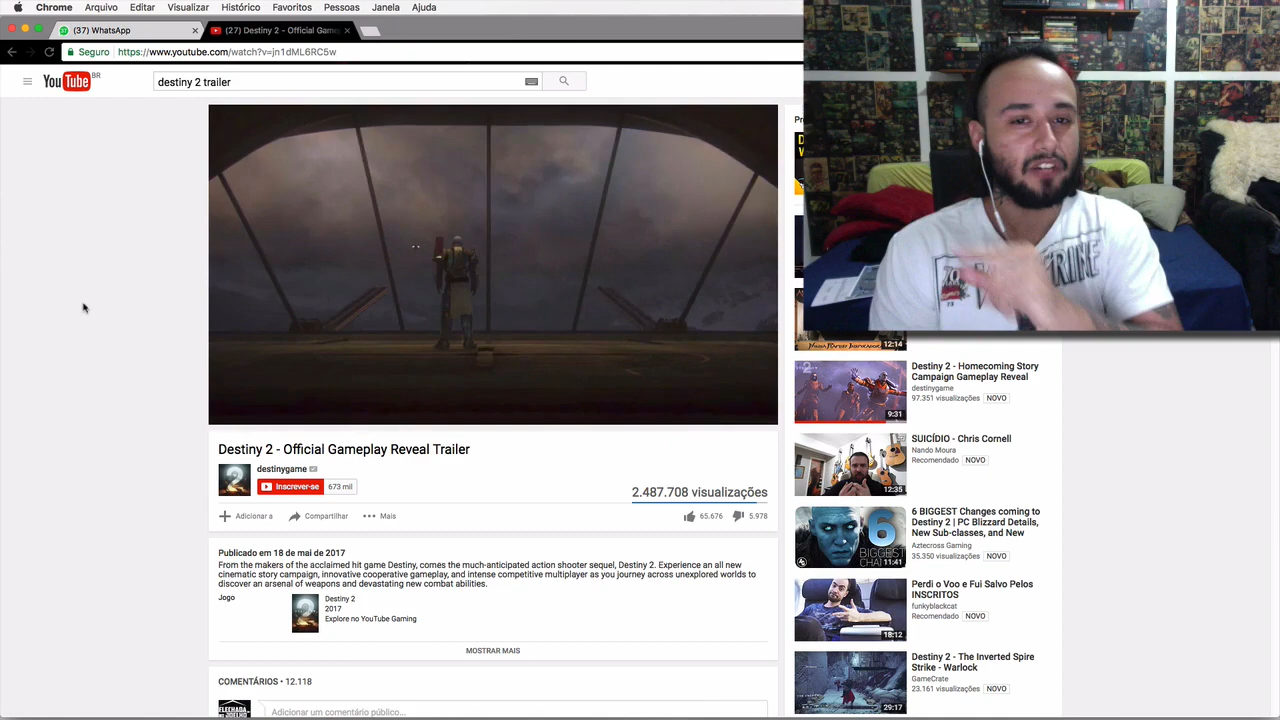 Chrome Arquivo Editar Visualizar Histórico Favoritos Pessoas Janela Ajuda
(37) WhatsApp
(27) Destiny 2 - Official Game
Seguro
https://www.youtube.com/watch?v=jn1dML6RC5w
YouTube BR
destiny 2 trailer
Destiny 2 - Official Gameplay Reveal Trailer
destinygame
Inscrever-se 673 mil
2.487.708 visualizações
Adicionar a Compartilhar Mais
65.676 5.978
Publicado em 18 de mai de 2017
From the makers of the acclaimed hit game Destiny, comes the much-anticipated action shooter sequel, Destiny 2. Experience an all new
cinematic story campaign, innovative cooperative gameplay, and intense competitive multiplayer as you journey across unexplored worlds to
discover an arsenal of weapons and devastating new combat abilities.
Jogo
Destiny 2
2017
Explore no YouTube Gaming
MOSTRAR MAIS
COMENTÁRIOS • 12.118
Adicionar um comentário público...
12:14
Destiny 2 - Homecoming Story
Campaign Gameplay Reveal
destinygame
97.351 visualizações NOVO
9:31
SUICÍDIO - Chris Cornell
Nando Moura
Recomendado NOVO
12:35
6 BIGGEST Changes coming to
Destiny 2 | PC Blizzard Details,
New Sub-classes, and New
Aztecross Gaming
35.350 visualizações NOVO
6
BIGGEST
11:41
Perdi o Voo e Fui Salvo Pelos
INSCRITOS
funkyblackcat
Recomendado NOVO
18:12
Destiny 2 - The Inverted Spire
Strike - Warlock
GameCrate
23.161 visualizações NOVO
29:17